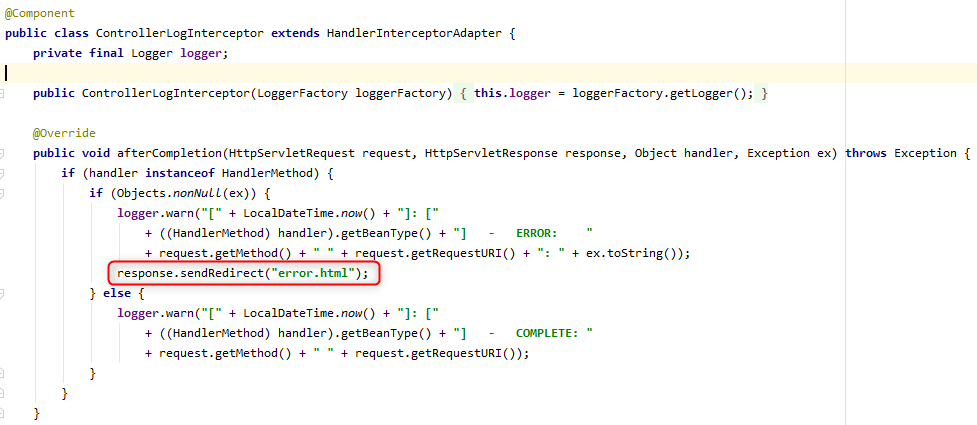 @Component
public class ControllerLogInterceptor extends HandlerInterceptorAdapter {
    private final Logger logger;
    public ControllerLogInterceptor(LoggerFactory loggerFactory) { this.logger = loggerFactory.getLogger(); }
    @Override
    public void afterCompletion(HttpServletRequest request, HttpServletResponse response, Object handler, Exception ex) throws Exception {
        if (handler instanceof HandlerMethod) {
            if (Objects.nonNull(ex)) {
                logger.warn("[" + LocalDateTime.now() + "]: ["
                    + ((HandlerMethod) handler).getBeanType() + "]   -   ERROR:    "
                    + request.getMethod() + " " + request.getRequestURI() + ": " + ex.toString());
                response.sendRedirect("error.html");
            } else {
                logger.warn("[" + LocalDateTime.now() + "]: ["
                    + ((HandlerMethod) handler).getBeanType() + "]   -   COMPLETE: "
                    + request.getMethod() + " " + request.getRequestURI());
            }
        }
    }